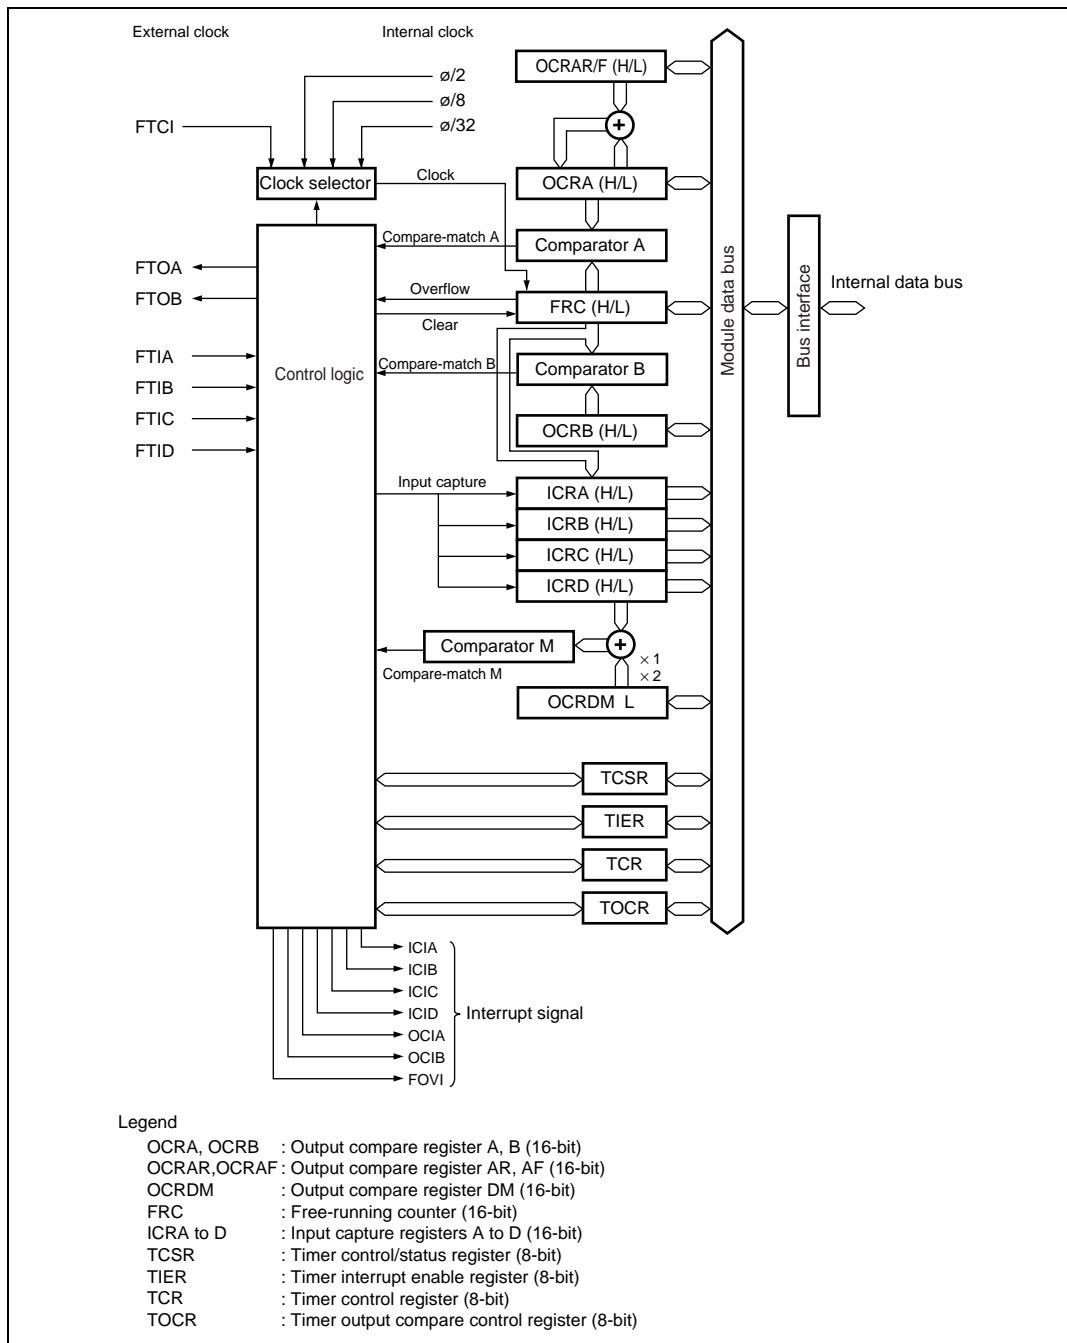 External clock
Internal clock
OCRAR/F (H/L)
ø/2
ø/8
ø/32
FTCI
+
Clock selector
Clock
OCRA (H/L)
Compare-match A
Comparator A
FTOA
FTOB
Overflow
FRC (H/L)
Clear
Module data bus
Bus interface
Internal data bus
FTIA
FTIB
FTIC
FTID
Control logic
Compare-match B
Comparator B
OCRB (H/L)
Input capture
ICRA (H/L)
ICRB (H/L)
ICRC (H/L)
ICRD (H/L)
Comparator M
+
× 1
× 2
Compare-match M
OCRDM L
TCSR
TIER
TCR
TOCR
ICIA
ICIB
ICIC
ICID
OCIA
OCIB
FOVI
Interrupt signal
Legend
OCRA, OCRB : Output compare register A, B (16-bit)
OCRAR,OCRAF : Output compare register AR, AF (16-bit)
OCRDM : Output compare register DM (16-bit)
FRC : Free-running counter (16-bit)
ICRA to D : Input capture registers A to D (16-bit)
TCSR : Timer control/status register (8-bit)
TIER : Timer interrupt enable register (8-bit)
TCR : Timer control register (8-bit)
TOCR : Timer output compare control register (8-bit)